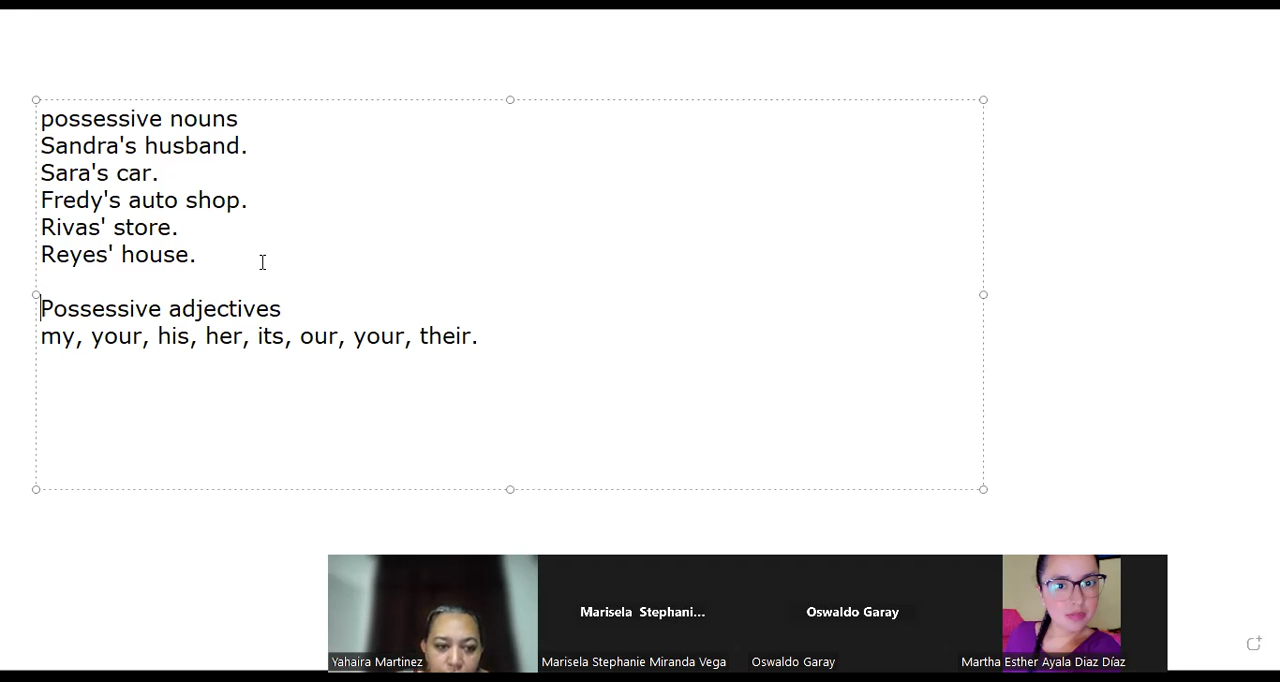 possessive nouns
Sandra's husband.
Sara's car.
Fredy's auto shop.
Rivas' store.
Reyes' house.
Possessive adjectives
my, your, his, her, its, our, your, their.
Marisela Stephani...
Oswaldo Garay
Yahaira Martinez
Marisela Stephanie Miranda Vega
Oswaldo Garay
Martha Esther Ayala Diaz Díaz